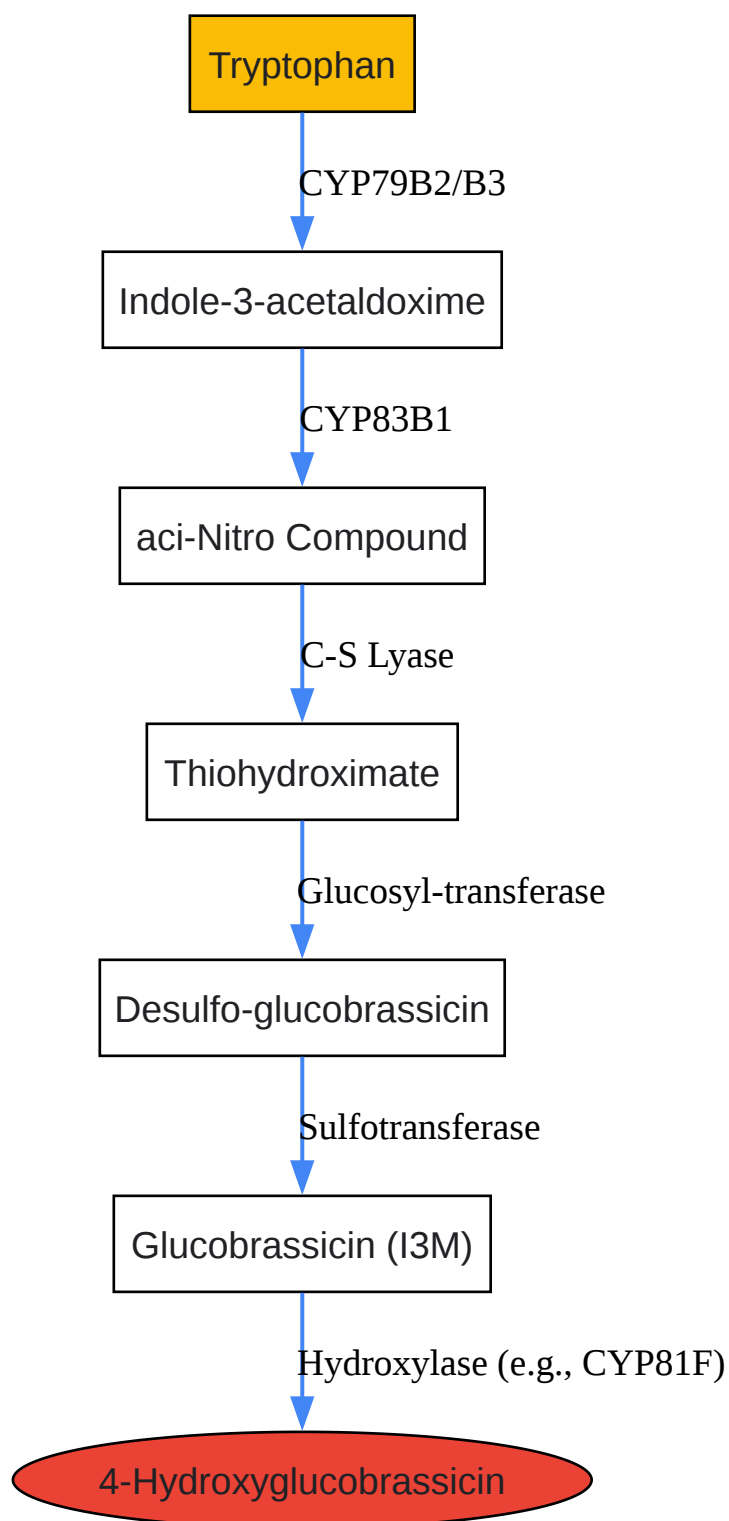 Tryptophan
CYP79B2/B3
Indole-3-acetaldoxime
CYP83B1
aci-Nitro Compound
C-S Lyase
Thiohydroximate
Glucosyl-transferase
Desulfo-glucobrassicin
Sulfotransferase
Glucobrassicin (I3M)
Hydroxylase (e.g., CYP81F)
4-Hydroxyglucobrassicin